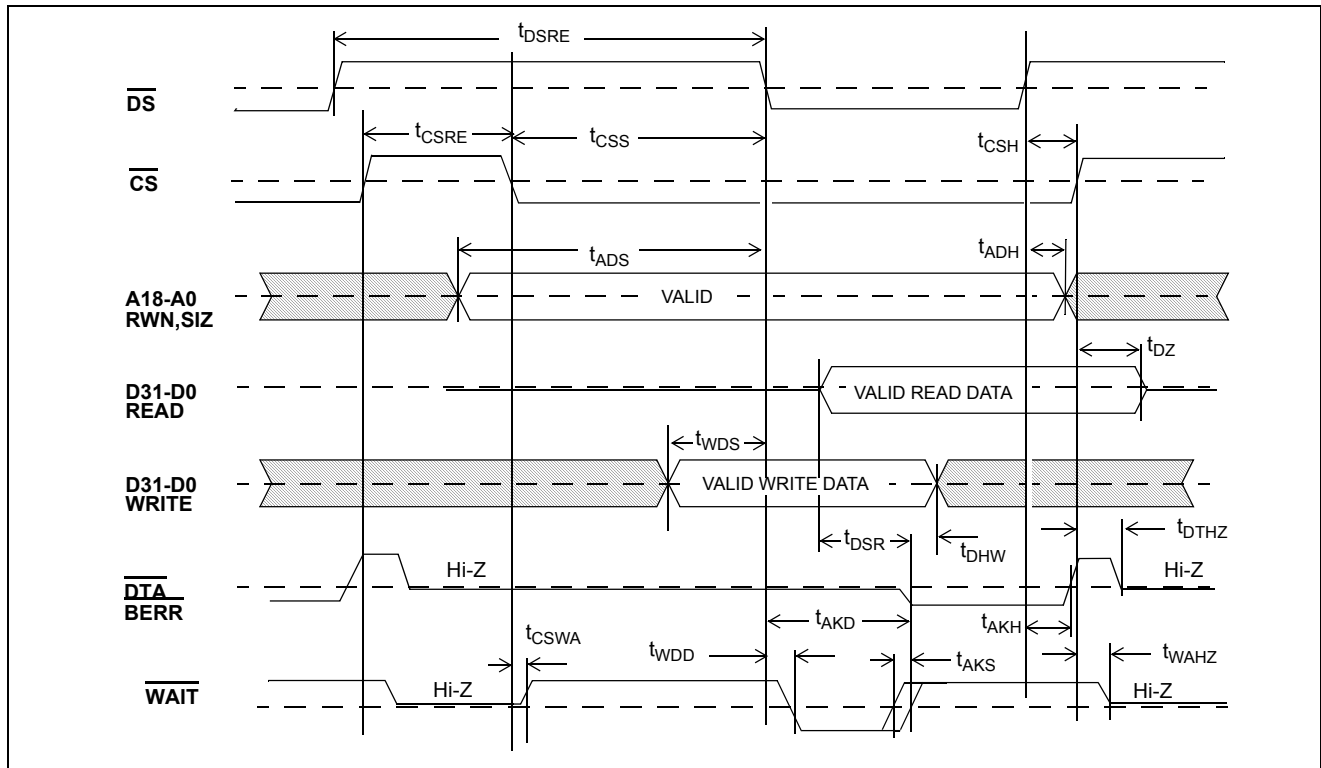 tDSRE
DS
tCSRE
tCSS
tCSH
CS
tADS
tADH
A18-A0
RWN,SIZ
VALID
tDZ
D31-D0
READ
VALID READ DATA
tWDS
D31-D0
WRITE
VALID WRITE DATA
tDSR
tDHW
tDTHZ
DTA
BERR
Hi-Z
Hi-Z
tAKD
tAKH
tCSWA
tWDD
tAKS
tWAHZ
WAIT
Hi-Z
Hi-Z